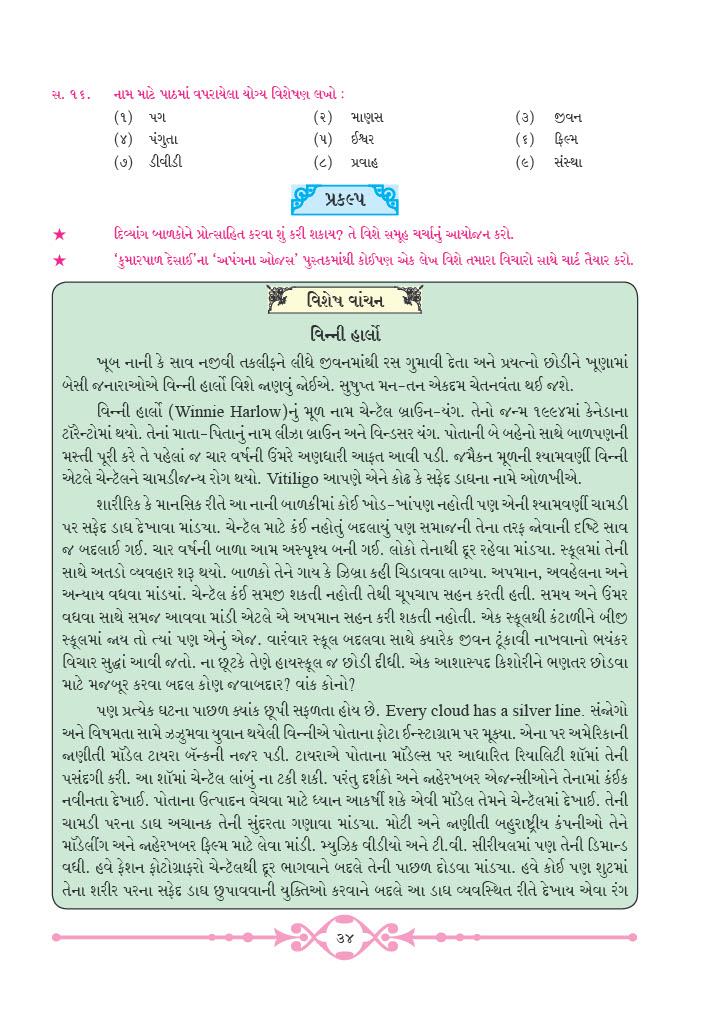 સ. ૧૬. નામ માટે પાઠમાં વપરાયેલા યોગ્ય વિશેષણ લખો :
(૧) પગ (૨) માણસ (૩) જીવન
(૪) પંગુતા (૫) ઈશ્વર (૬) ફિલ્મ
(૭) ડીવીડી (૮) પ્રવાહ (૯) સંસ્થા
પ્રકલ્પ
★ દિવ્યાંગ બાળકોને પ્રોત્સાહિત કરવા શું કરી શકાય? તે વિશે સમૂહ ચર્ચાનું આયોજન કરો.
★ ‘કુમારપાળ દેસાઈ’ના ‘અપંગના ઓજસ’ પુસ્તકમાંથી કોઈપણ એક લેખ વિશે તમારા વિચારો સાથે ચાર્ટ તૈયાર કરો.
વિશેષ વાંચન
વિન્ની હાર્લો
ખૂબ નાની કે સાવ નજીવી તકલીફને લીધે જીવનમાંથી રસ ગુમાવી દેતા અને પ્રયત્નો છોડીને ખૂણામાં
બેસી જનારાઓએ વિન્ની હાર્લો વિશે જાણવું જોઈએ. સુષુપ્ત મન-તન એકદમ ચેતનવંતા થઈ જશે.
વિન્ની હાર્લો (Winnie Harlow)નું મૂળ નામ ચેન્ટૅલ બ્રાઉન-યંગ. તેનો જન્મ ૧૯૯૪માં કેનેડાના
ટૉરેન્ટોમાં થયો. તેનાં માતા-પિતાનું નામ લીઝા બ્રાઉન અને વિન્ડસર યંગ. પોતાની બે બહેનો સાથે બાળપણની
મસ્તી પૂરી કરે તે પહેલાં જ ચાર વર્ષની ઉંમરે અણધારી આફત આવી પડી. જમૈકન મૂળની શ્યામવર્ણી વિન્ની
એટલે ચેન્ટૅલને ચામડીજન્ય રોગ થયો. Vitiligo આપણે એને કોઢ કે સફેદ ડાઘના નામે ઓળખીએ.
શારીરિક કે માનસિક રીતે આ નાની બાળકીમાં કોઈ ખોડ-ખાંપણ નહોતી પણ એની શ્યામવર્ણી ચામડી
પર સફેદ ડાઘ દેખાવા માંડ્યા. ચેન્ટૅલ માટે કંઈ નહોતું બદલાયું પણ સમાજની તેના તરફ જોવાની દષ્ટિ સાવ
જ બદલાઈ ગઈ. ચાર વર્ષની બાળા આમ અસ્પૃશ્ય બની ગઈ. લોકો તેનાથી દૂર રહેવા માંડ્યા. સ્કૂલમાં તેની
સાથે અતડો વ્યવહાર શરૂ થયો. બાળકો તેને ગાય કે ઝિબ્રા કહી ચિડાવવા લાગ્યા. અપમાન, અવહેલના અને
અન્યાય વધવા માંડયાં. ચેન્ટૅલ કંઈ સમજી શકતી નહોતી તેથી ચૂપચાપ સહન કરતી હતી. સમય અને ઉંમર
વધવા સાથે સમજ આવવા માંડી એટલે એ અપમાન સહન કરી શકતી નહોતી. એક સ્કૂલથી કંટાળીને બીજી
સ્કૂલમાં જાય તો ત્યાં પણ એનું એજ. વારંવાર સ્કૂલ બદલવા સાથે ક્યારેક જીવન ટૂંકાવી નાખવાનો ભયંકર
વિચાર સુદ્ધાં આવી જતો. ના છૂટકે તેણે હાયસ્કૂલ જ છોડી દીધી. એક આશાસ્પદ કિશોરીને ભણતર છોડવા
માટે મજબૂર કરવા બદલ કોણ જવાબદાર? વાંક કોનો?
પણ પ્રત્યેક ઘટના પાછળ ક્યાંક છૂપી સફળતા હોય છે. Every cloud has a silver line. સંજોગો
અને વિષમતા સામે ઝઝુમવા યુવાન થયેલી વિન્નીએ પોતાના ફોટા ઈન્સ્ટાગ્રામ પર મૂક્યા. એના પર અમેરિકાની
જાણીતી મૉડેલ ટાયરા બૅન્કની નજર પડી. ટાયરાએ પોતાના મૉડેલ્સ પર આધારિત રિયાલિટી શૉમાં તેની
પસંદગી કરી. આ શૉમાં ચેન્ટૅલ લાંબું ના ટકી શકી. પરંતુ દર્શકો અને જાહેરખબર એજન્સીઓને તેનામાં કંઈક
નવીનતા દેખાઈ. પોતાના ઉત્પાદન વેચવા માટે ધ્યાન આકર્ષી શકે એવી મૉડેલ તેમને ચેન્ટૅલમાં દેખાઈ. તેની
ચામડી પરના ડાઘ અચાનક તેની સુંદરતા ગણાવા માંડ્યા. મોટી અને જાણીતી બહુરાષ્ટ્રીય કંપનીઓ તેને
મૉડેલીંગ અને જાહેરખબર ફિલ્મ માટે લેવા માંડી. મ્યુઝિક વીડીયો અને ટી.વી. સીરીયલમાં પણ તેની ડિમાન્ડ
વધી. હવે ફેશન ફોટોગ્રાફરો ચેન્ટૅલથી દૂર ભાગવાને બદલે તેની પાછળ દોડવા માંડ્યા. હવે કોઈ પણ શુટમાં
તેના શરીર પરના સફેદ ડાઘ છુપાવવાની યુક્તિઓ કરવાને બદલે આ ડાઘ વ્યવસ્થિત રીતે દેખાય એવા રંગ
૩૪